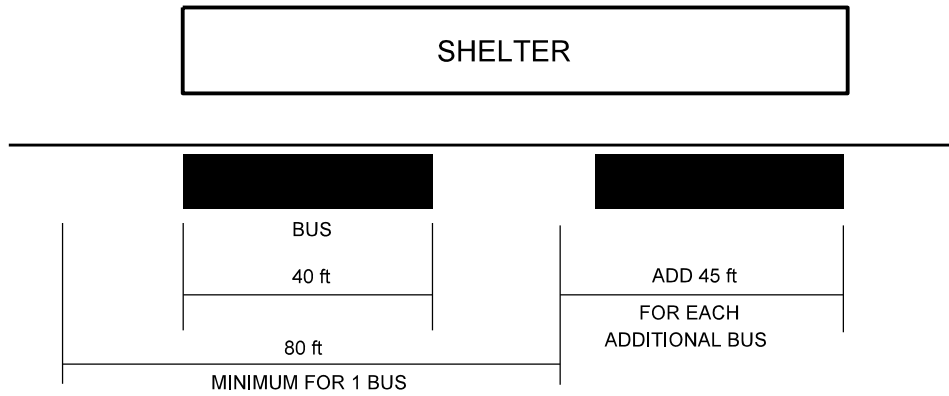 SHELTER
BUS
40 ft
ADD 45 ft
FOR EACH
ADDITIONAL BUS
80 ft
MINIMUM FOR 1 BUS